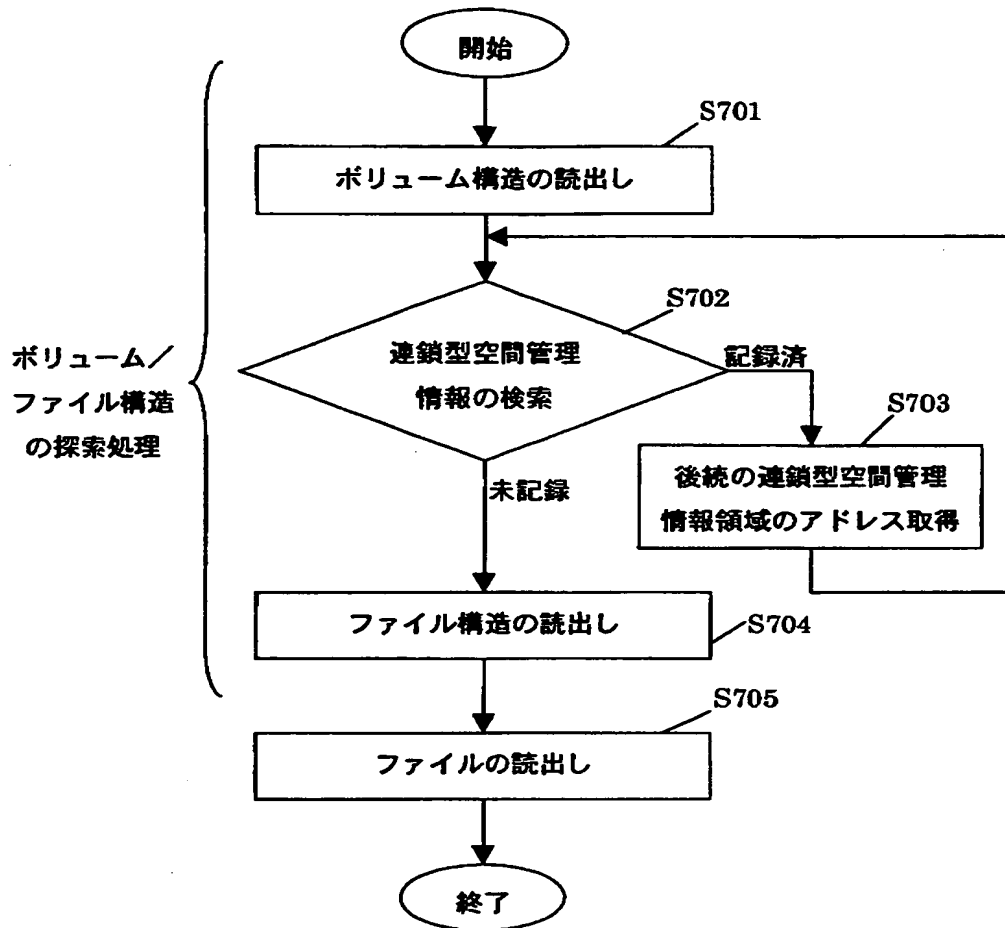 開始
S701
ボリューム構造の読出し
S702
連鎖型空間管理
情報の検索
記録済
ボリューム／
ファイル構造
の探索処理
S703
後続の連鎖型空間管理
情報領域のアドレス取得
未記録
ファイル構造の読出し
S704
S705
ファイルの読出し
終了